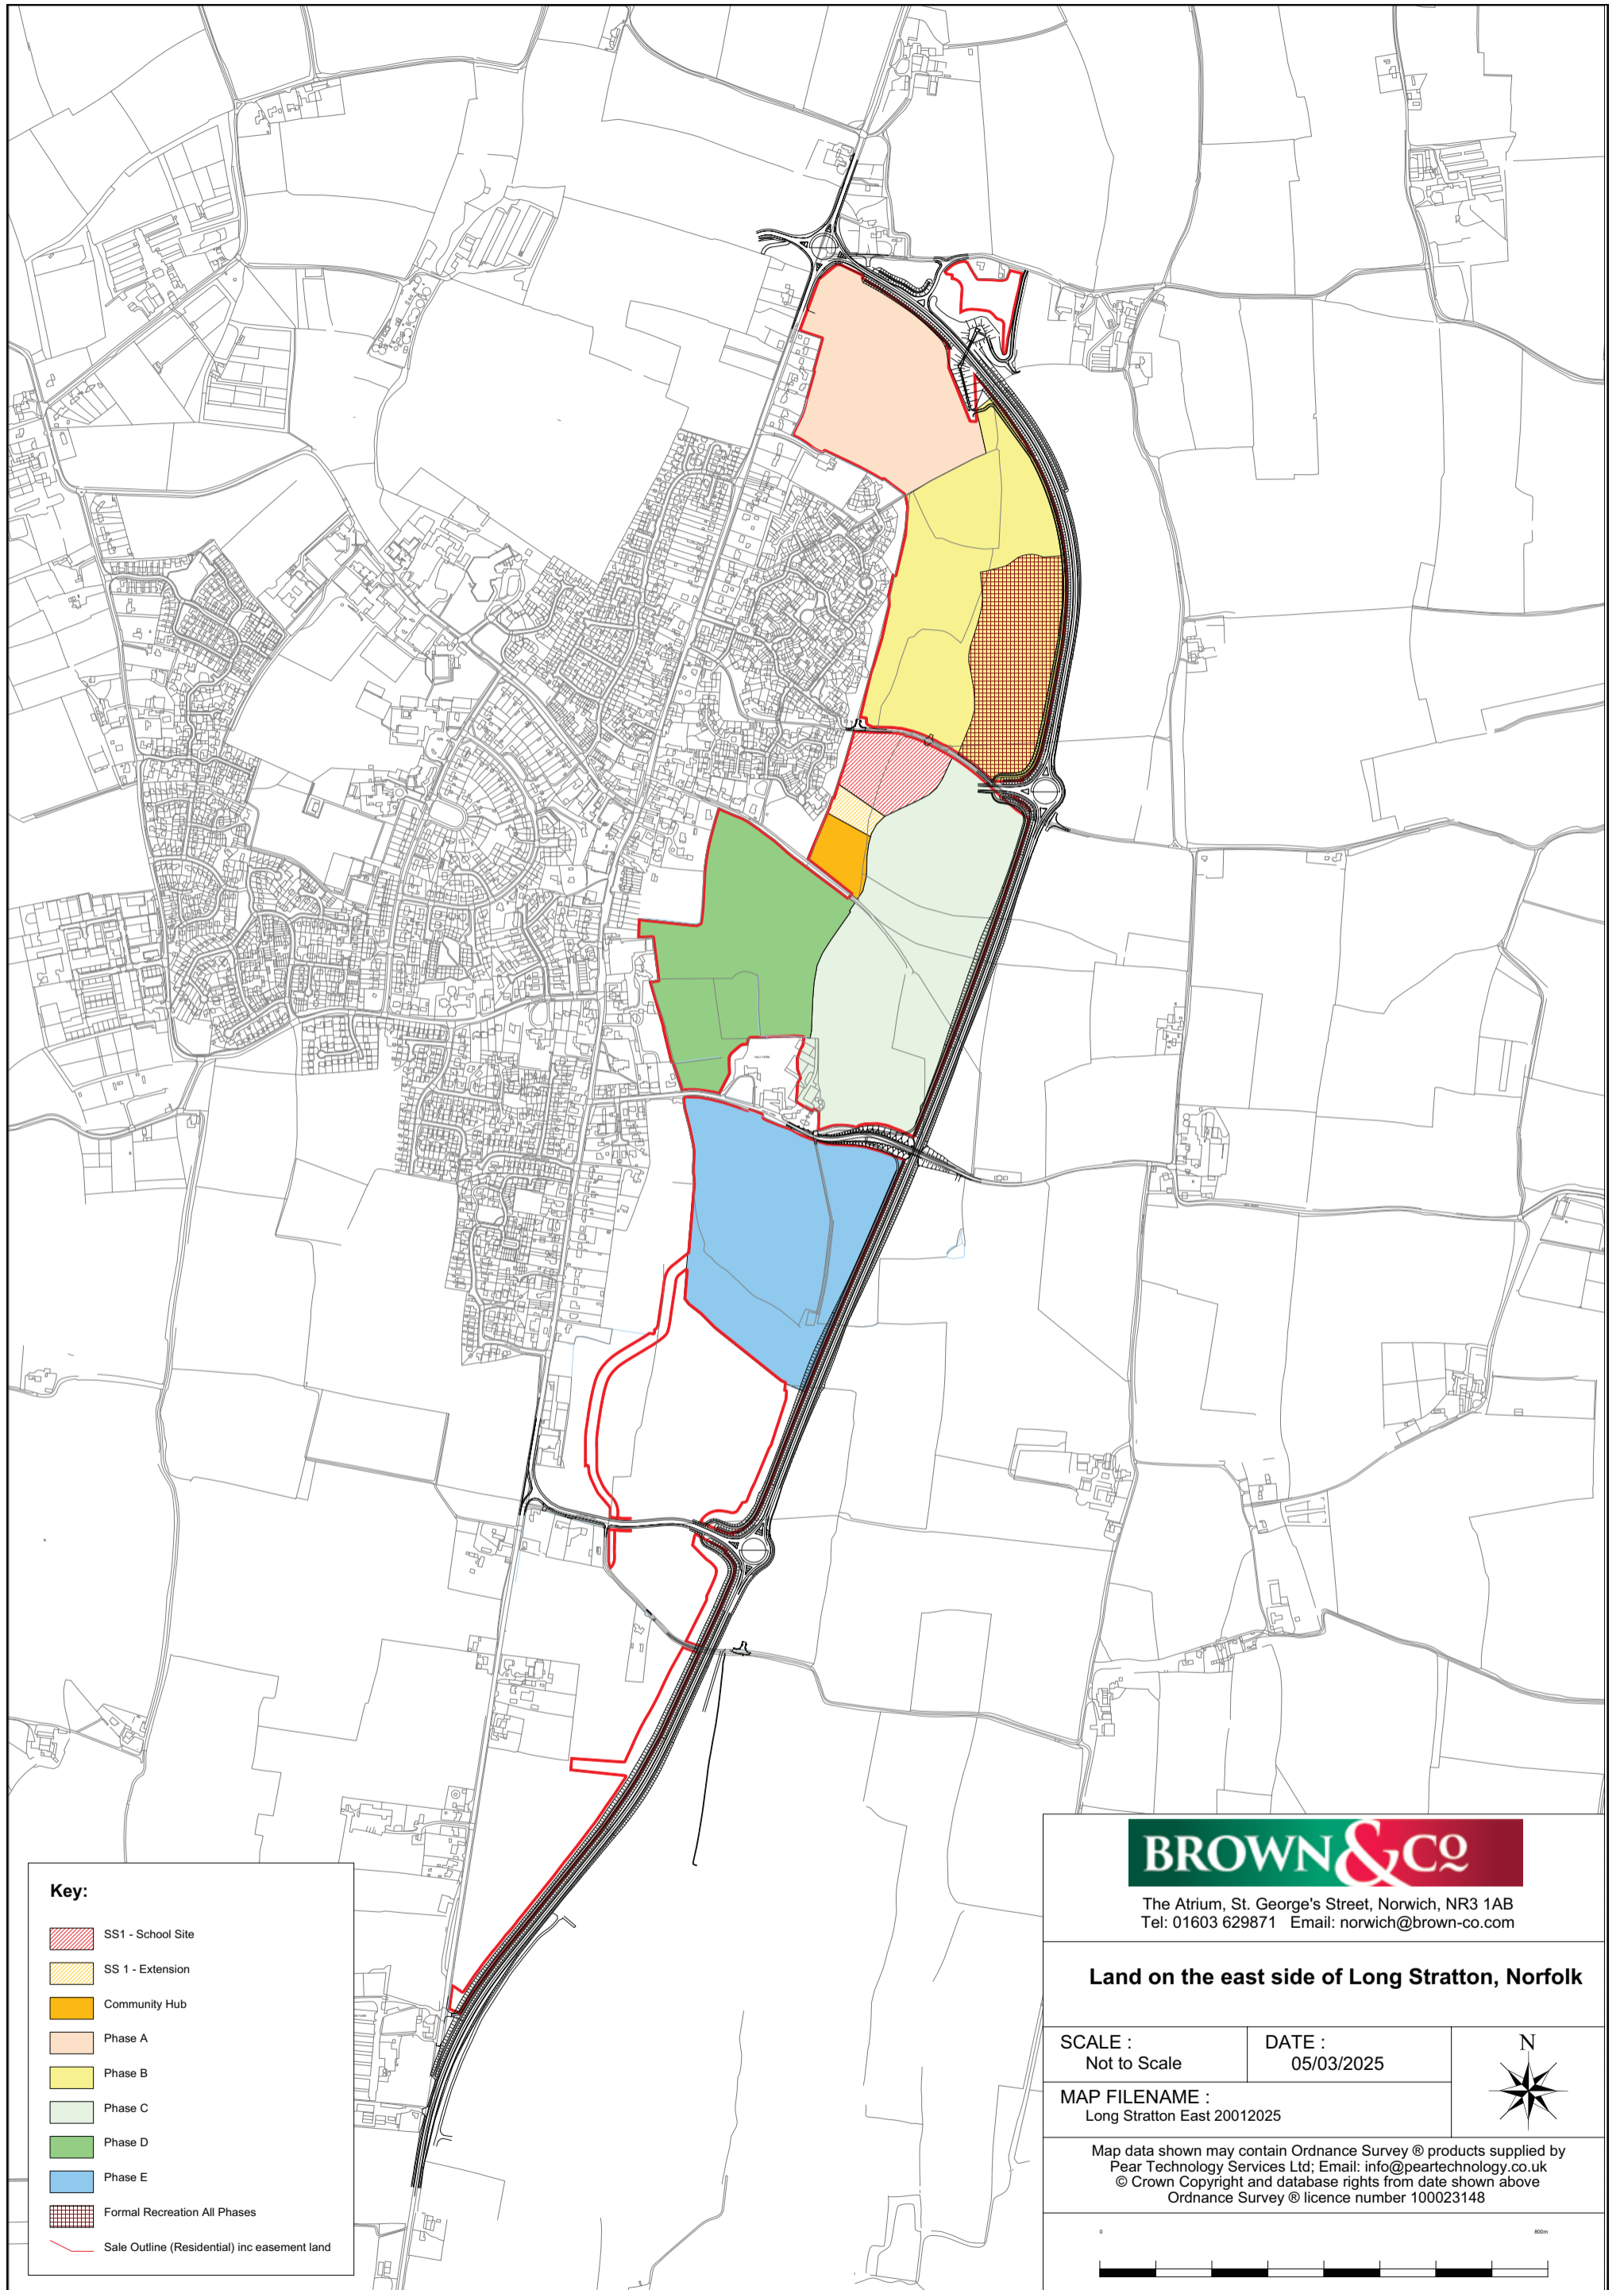 Key:
SS1 - School Site
SS 1 - Extension
Community Hub
Phase A
Phase B
Phase C
Phase D
Phase E
Formal Recreation All Phases
Sale Outline (Residential) inc easement land
BROWN&CO
The Atrium, St. George's Street, Norwich, NR3 1AB
Tel: 01603 629871 Email: norwich@brown-co.com
Land on the east side of Long Stratton, Norfolk
SCALE :
Not to Scale
DATE :
05/03/2025
N
MAP FILENAME :
Long Stratton East 20012025
Map data shown may contain Ordnance Survey ® products supplied by
Pear Technology Services Ltd; Email: info@peartechnology.co.uk
© Crown Copyright and database rights from date shown above
Ordnance Survey ® licence number 100023148
0
800m